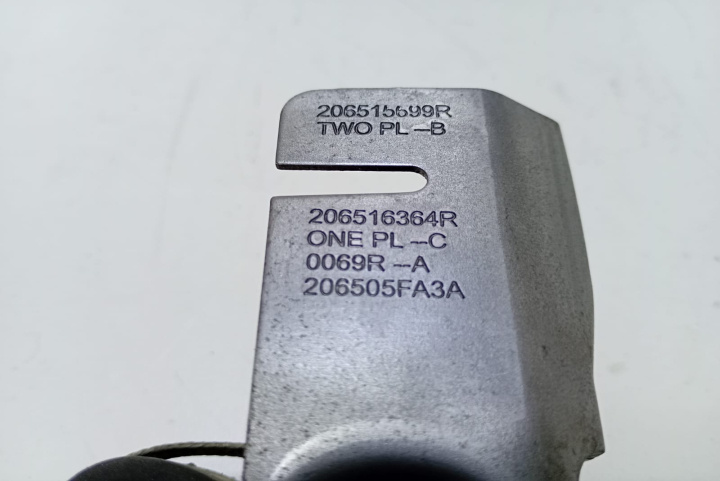 206515699R
TWO PL -B
206516364R
ONE PL -C
0069R -A
206505FA3A